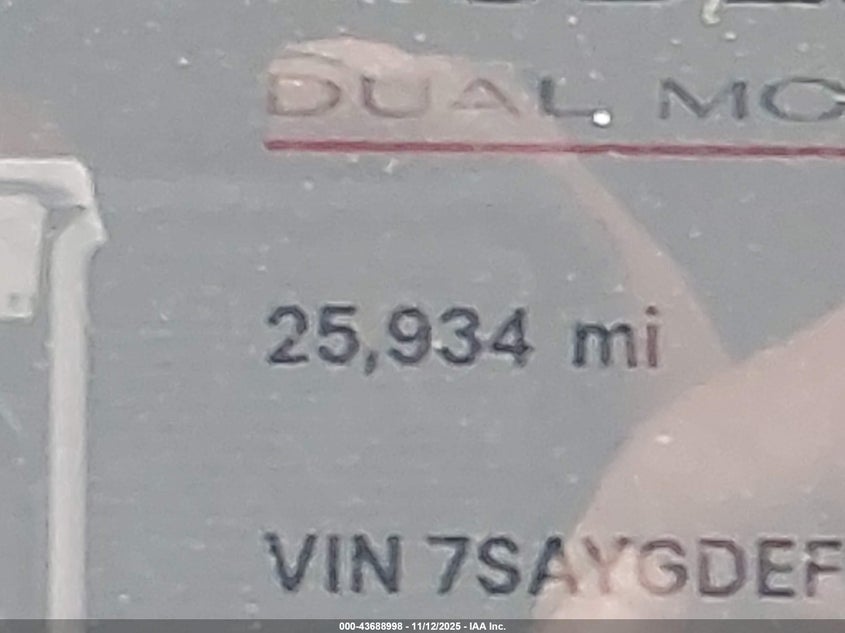 DUAL MO
25,934 mi
VIN 7SAYGDEF
000-43688998 - 11/12/2025 - IAA Inc.